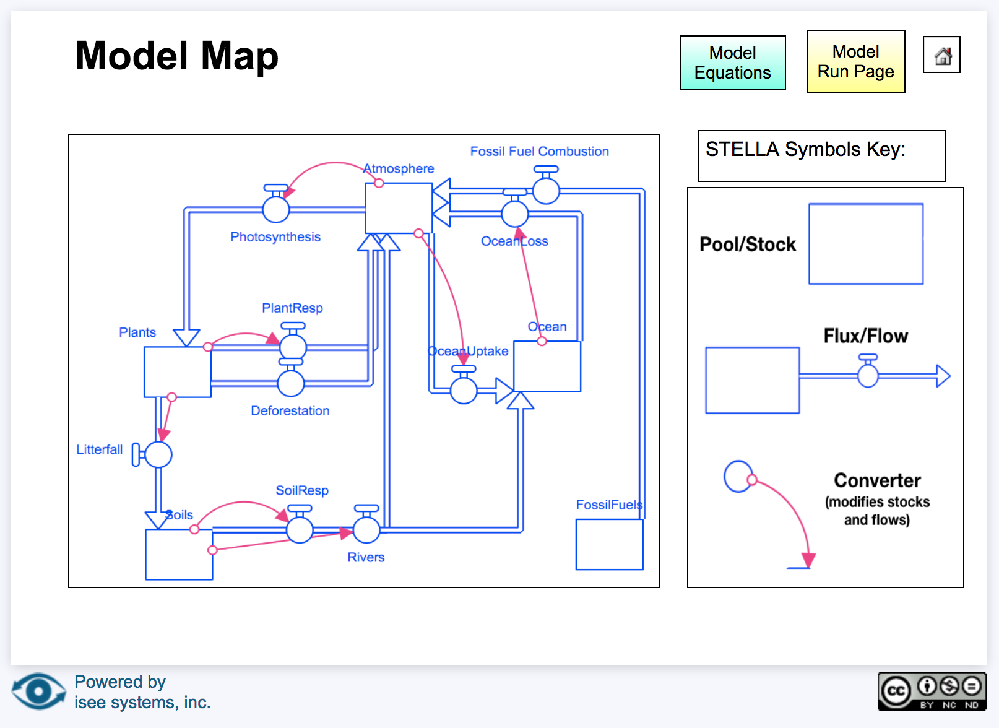 Model Map
Model
Equations
Model
Run Page
STELLA Symbols Key:
Fossil Fuel Combustion
Atmosphere
Photosynthesis
OceanLoss
PlantResp
Plants
Ocean
OceanUptake
Deforestation
Litterfall
SoilResp
Soils
FossilFuels
Rivers
Pool/Stock
Flux/Flow
Converter
(modifies stocks
and flows)
Powered by
isee systems, inc.
cc
BY NC ND